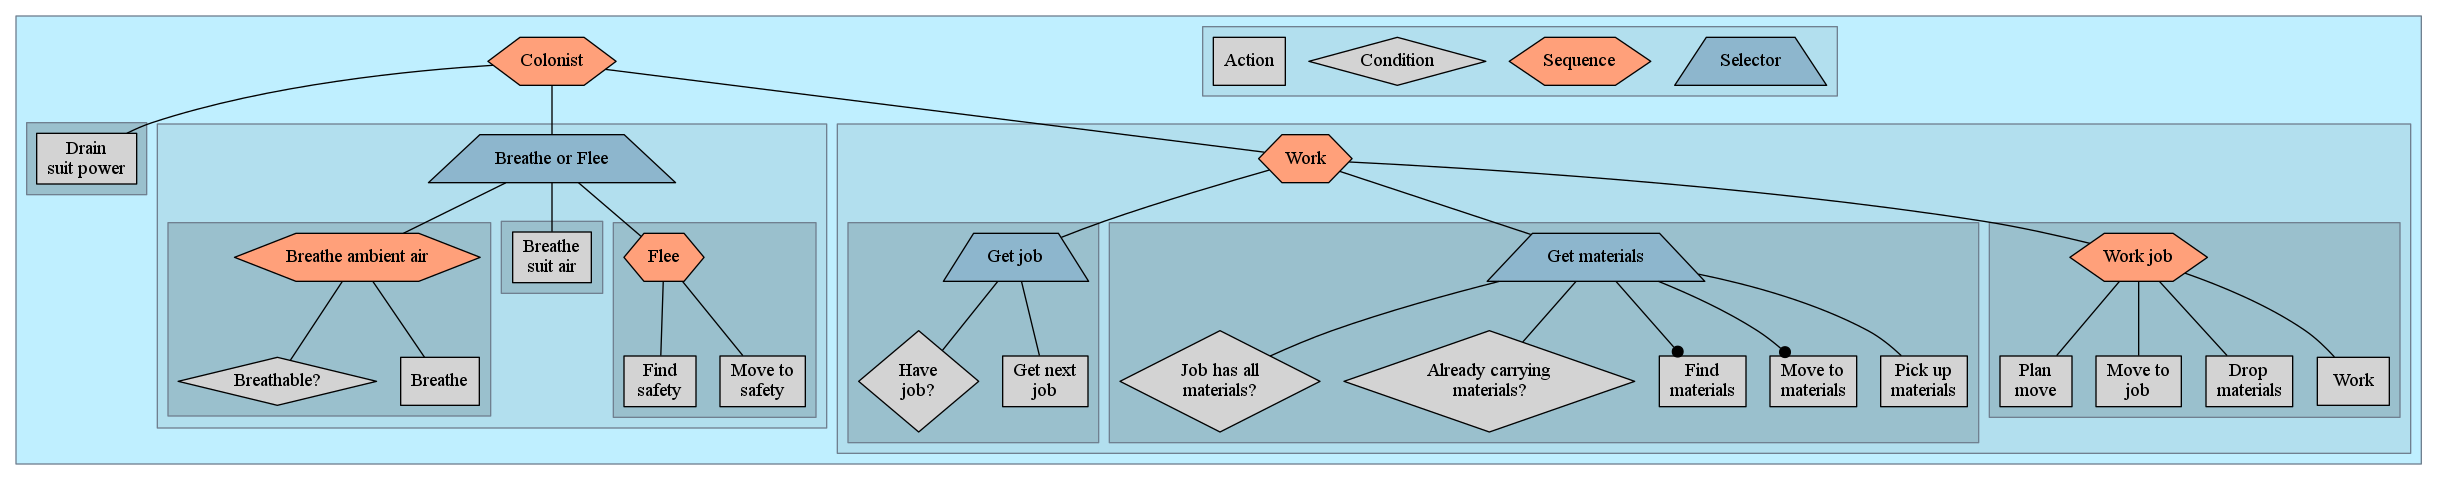 Colonist
Action
Condition
Sequence
Selector
Drain
suit power
Breathe or Flee
Work
Breathe ambient air
Breathe
suit air
Flee
Get job
Get materials
Work job
Breathable?
Breathe
Find
safety
Move to
safety
Have
job?
Get next
job
Job has all
materials?
Already carrying
materials?
Find
materials
Move to
materials
Pick up
materials
Plan
move
Move to
job
Drop
materials
Work